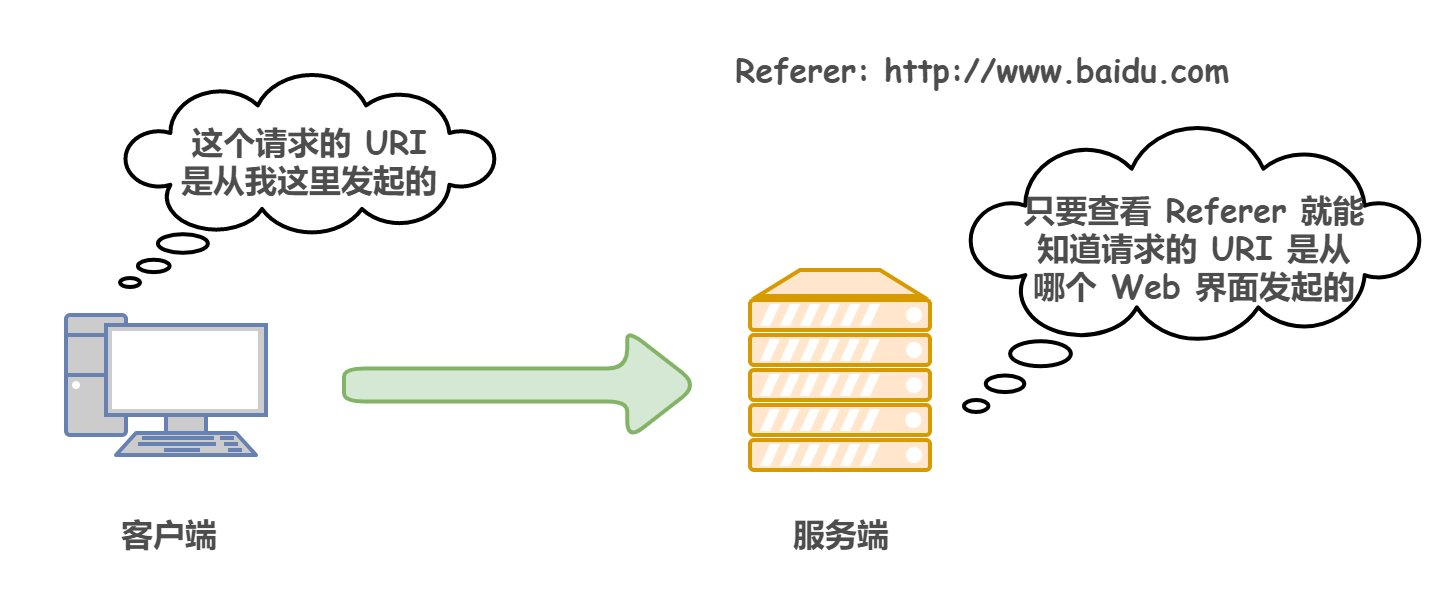 Referer: http://www.baidu.com
这个请求的 URI
是从我这里发起的
只要查看 Referer 就能
知道请求的 URI 是从
哪个 Web 界面发起的
客户端
服务端